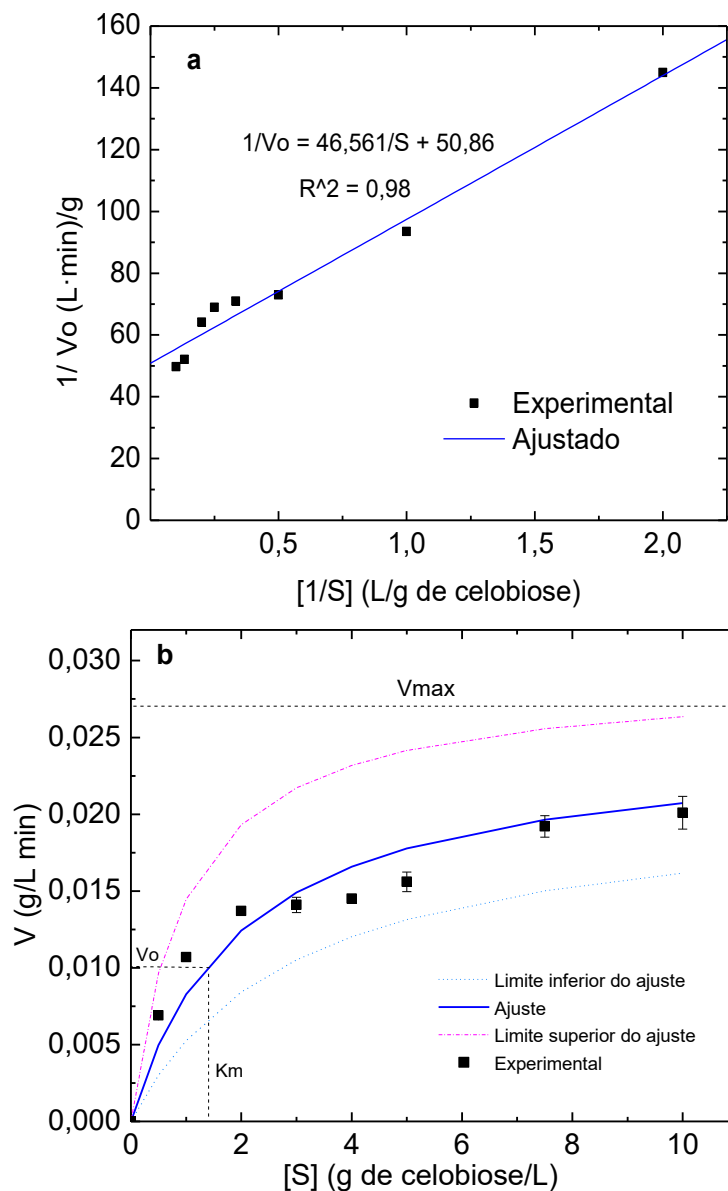 160
a
140
1/Vo = 46,561/S + 50,86
120
R^2 = 0,98
100
80
60
40
Experimental
20
Ajustado
0
0,5 1,0 1,5 2,0
1/ Vo (L·min)/g
[1/S] (L/g de celobiose)
0,030
b
Vmax
0,025
0,020
0,015
0,010
Vo
Limite inferior do ajuste
Ajuste
Limite superior do ajuste
0,005
Km
Experimental
0,000
0 2 4 6 8 10
V (g/L min)
[S] (g de celobiose/L)